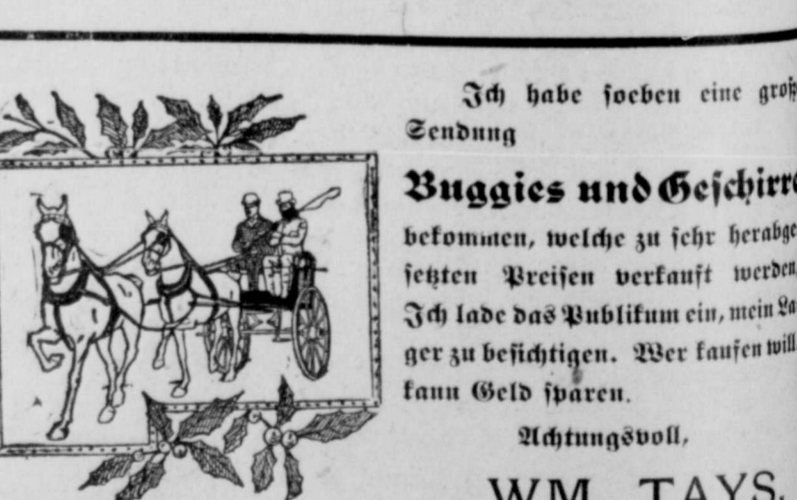 Ich habe soeben eine groß
Sendung
Buggies und Geschirre
bekommen, welche zu sehr herabge-
setzten Preisen verkauft werden.
Ich lade das Publikum ein, mein La-
ger zu besichtigen. Wer kaufen will
kann Geld sparen.
Achtungsvoll,
WM. TAYS.